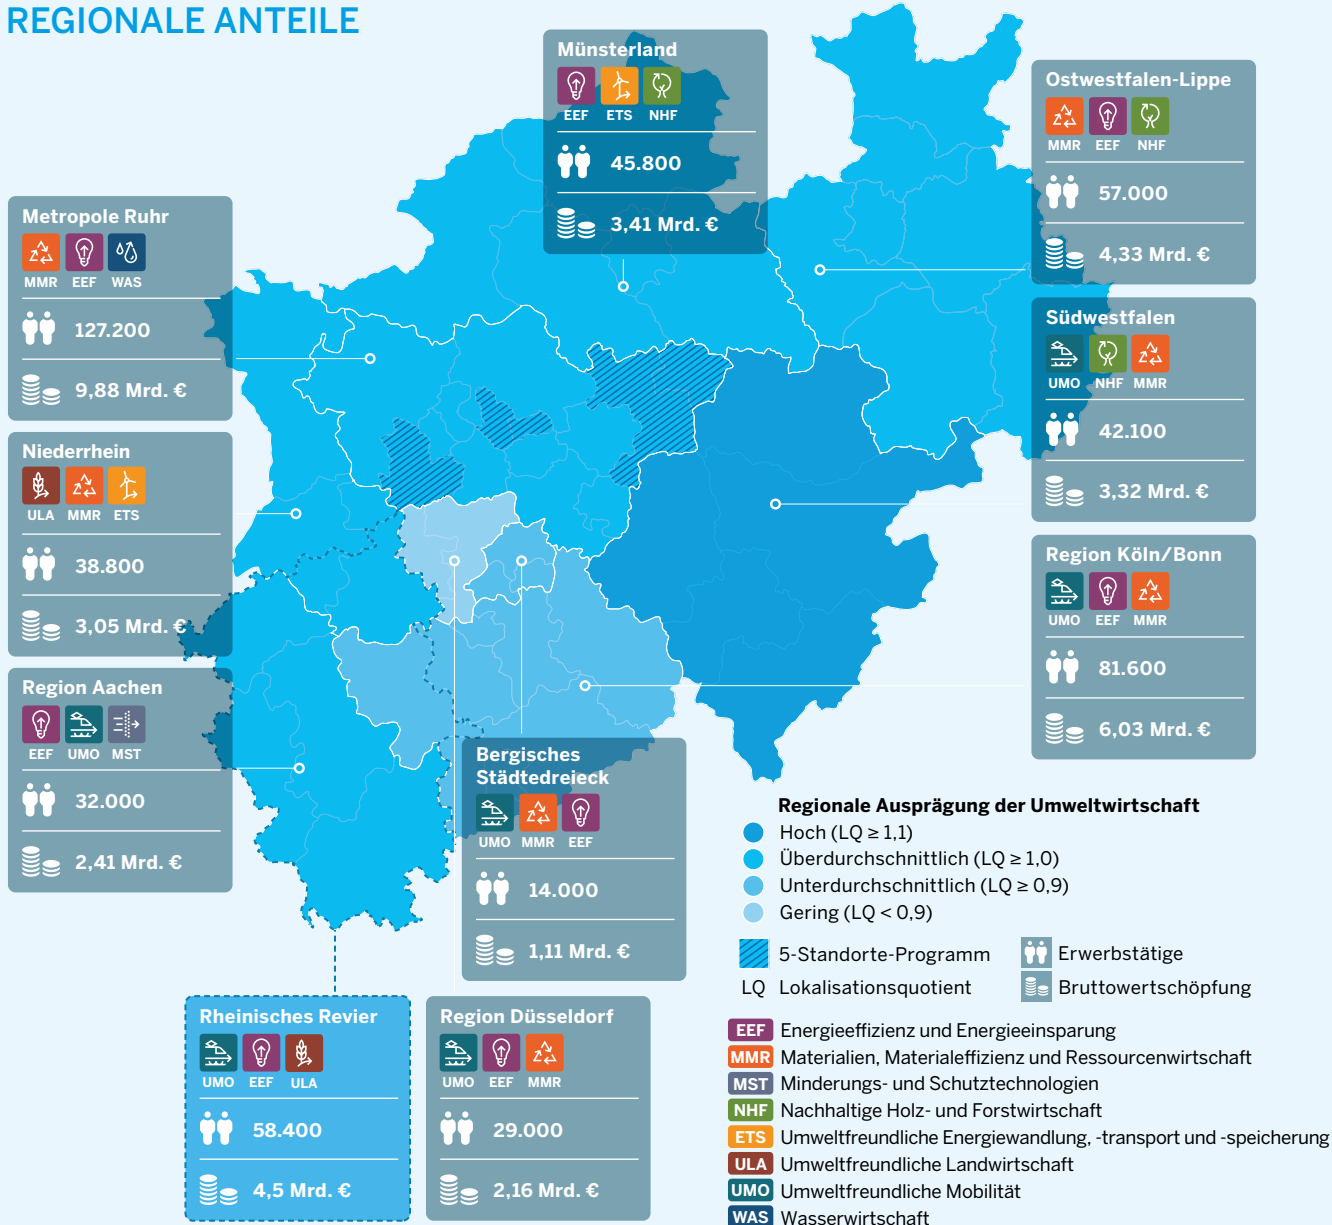 REGIONALE ANTEILE
Münsterland
EEF ETS NHF
45.800
3,41 Mrd. €
Ostwestfalen-Lippe
MMR EEF NHF
57.000
4,33 Mrd. €
Metropole Ruhr
MMR EEF WAS
127.200
9,88 Mrd. €
Südwestfalen
UMO NHF MMR
42.100
3,32 Mrd. €
Niederrhein
ULA MMR ETS
38.800
3,05 Mrd. €
Region Köln/Bonn
UMO EEF MMR
81.600
6,03 Mrd. €
Region Aachen
EEF UMO MST
32.000
2,41 Mrd. €
Bergisches
Städtedreieck
UMO MMR EEF
14.000
1,11 Mrd. €
Rheinisches Revier
UMO EEF ULA
58.400
4,5 Mrd. €
Region Düsseldorf
UMO EEF MMR
29.000
2,16 Mrd. €
Regionale Ausprägung der Umweltwirtschaft
Hoch (LQ ≥ 1,1)
Überdurchschnittlich (LQ ≥ 1,0)
Unterdurchschnittlich (LQ ≥ 0,9)
Gering (LQ < 0,9)
5-Standorte-Programm
Erwerbstätige
LQ Lokalisationsquotient
Bruttowertschöpfung
EEF Energieeffizienz und Energieeinsparung
MMR Materialien, Materialeffizienz und Ressourcenwirtschaft
MST Minderungs- und Schutztechnologien
NHF Nachhaltige Holz- und Forstwirtschaft
ETS Umweltfreundliche Energiewandlung, -transport und -speicherung
ULA Umweltfreundliche Landwirtschaft
UMO Umweltfreundliche Mobilität
WAS Wasserwirtschaft